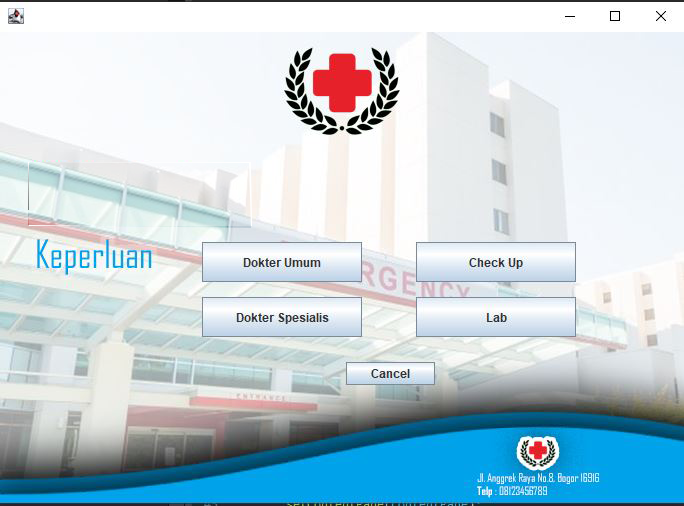 EMERGENCY
Keperluan
Dokter Umum
Check Up
Dokter Spesialis
Lab
Cancel
ENTRANCE
Jl. Anggrek Raya No.8, Bogor 16916
Telp : 08123456789